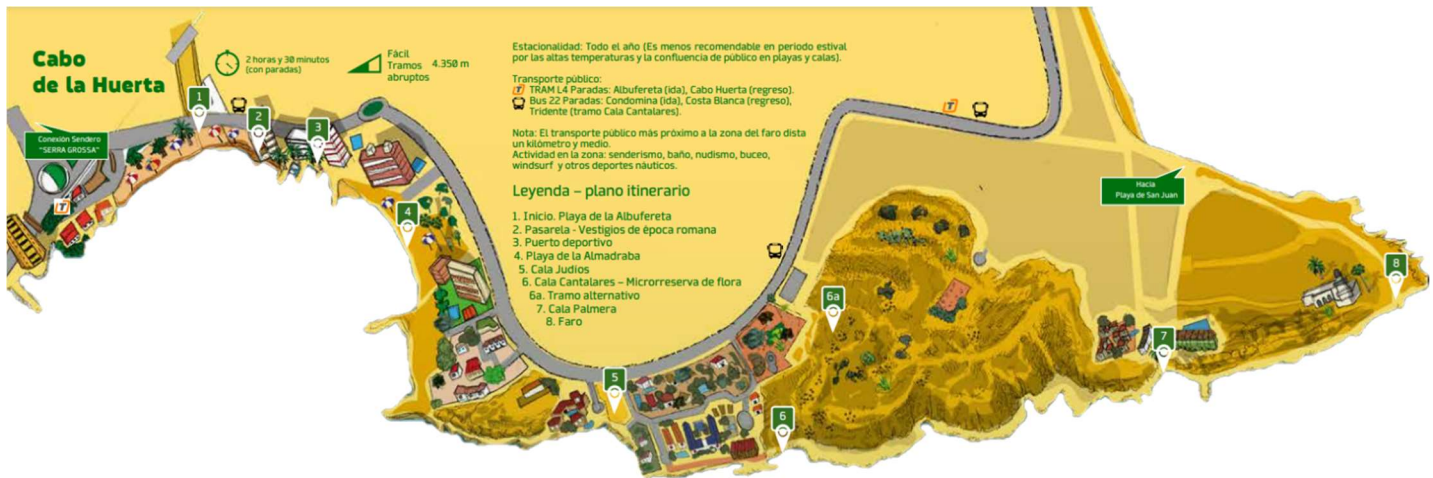 Cabo
de la Huerta
2 horas y 30 minutos
(con paradas)
Fácil
Tramos
abruptos
4.350 m
Estacionalidad: Todo el año (Es menos recomendable en periodo estival
por las altas temperaturas y la confluencia de público en playas y calas).
Transporte público:
T TRAM L4 Paradas: Albufereta (ida), Cabo Huerta (regreso).
Bus 22 Paradas: Condomina (ida), Costa Blanca (regreso),
Tridente (tramo Cala Cantalares).
Nota: El transporte público más próximo a la zona del faro dista
un kilómetro y medio.
Actividad en la zona: senderismo, baño, nudismo, buceo,
windsurf y otros deportes náuticos.
Leyenda – plano itinerario
1. Inicio. Playa de la Albufereta
2. Pasarela - Vestigios de época romana
3. Puerto deportivo
4. Playa de la Almadraba
5. Cala Judíos
6. Cala Cantalares – Microrreserva de flora
6a. Tramo alternativo
7. Cala Palmera
8. Faro
Conexión Sendero
"SERRA GROSSA"
Hacia
Playa de San Juan
1
2
3
4
5
6
6a
7
8
T
T